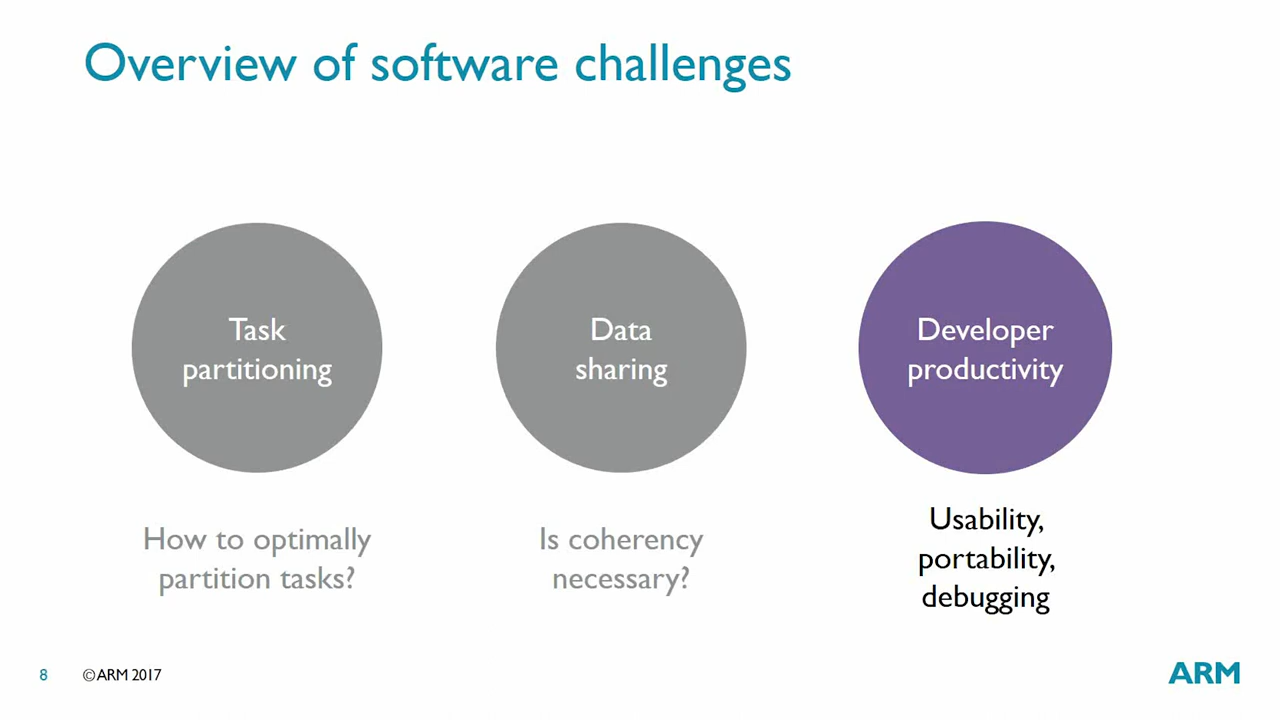 Overview of software challenges
Task
partitioning
Data
sharing
Developer
productivity
How to optimally
partition tasks?
Is coherency
necessary?
Usability,
portability,
debugging
8
©ARM 2017
ARM